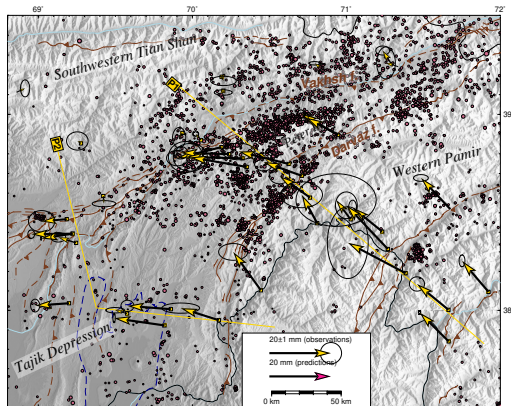 69˚
70˚
71˚
72˚
Southwestern Tian Shan
Vakhsh f.
P1
P2
Darvaz f.
39˚
Western Pamir
38˚
Tajik Depression
20±1 mm (observations)
20 mm (predictions)
0 km
50 km